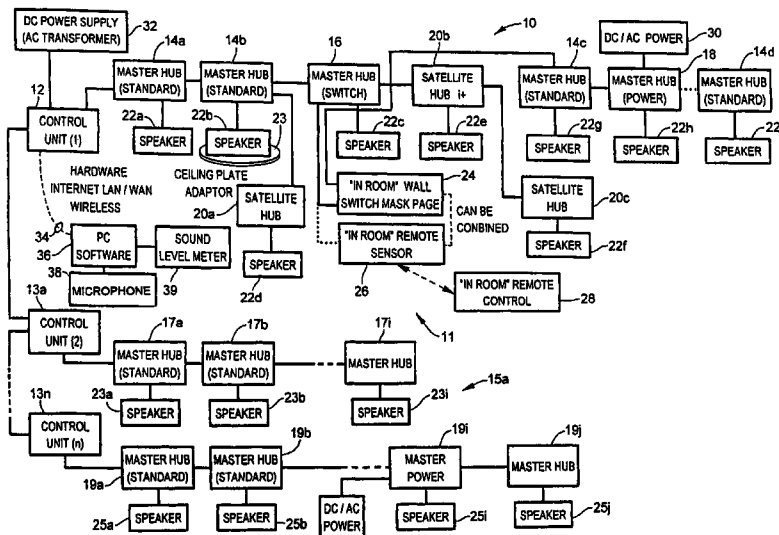 DC POWER SUPPLY
(AC TRANSFORMER)
32
10
14a
14b
16
20b
DC / AC POWER
30
14c
18
14d
12
MASTER HUB
(STANDARD)
MASTER HUB
(STANDARD)
MASTER HUB
(SWITCH)
SATELLITE
HUB i+
MASTER HUB
(STANDARD)
MASTER HUB
(POWER)
MASTER HUB
(STANDARD)
CONTROL
UNIT (1)
22a
SPEAKER
22b
SPEAKER
23
22c
SPEAKER
22e
SPEAKER
22g
SPEAKER
22h
SPEAKER
22
SPEAKER
CEILING PLATE
ADAPTOR
HARDWARE
INTERNET LAN / WAN
WIRELESS
24
"IN ROOM" WALL
SWITCH MASK PAGE
CAN BE
COMBINED
20a
SATELLITE
HUB
20c
SATELLITE
HUB
34
36
PC
SOFTWARE
SOUND
LEVEL METER
"IN ROOM" REMOTE
SENSOR
26
22f
SPEAKER
38
MICROPHONE
39
SPEAKER
22d
"IN ROOM" REMOTE
CONTROL
28
13a
CONTROL
UNIT (2)
17a
17b
17i
11
MASTER HUB
(STANDARD)
MASTER HUB
(STANDARD)
MASTER HUB
15a
13n
23a
SPEAKER
23b
SPEAKER
23i
SPEAKER
CONTROL
UNIT (n)
19b
19i
19j
MASTER HUB
(STANDARD)
MASTER HUB
(STANDARD)
MASTER
POWER
MASTER HUB
19a
25a
SPEAKER
25b
SPEAKER
DC / AC
POWER
25i
SPEAKER
25j
SPEAKER